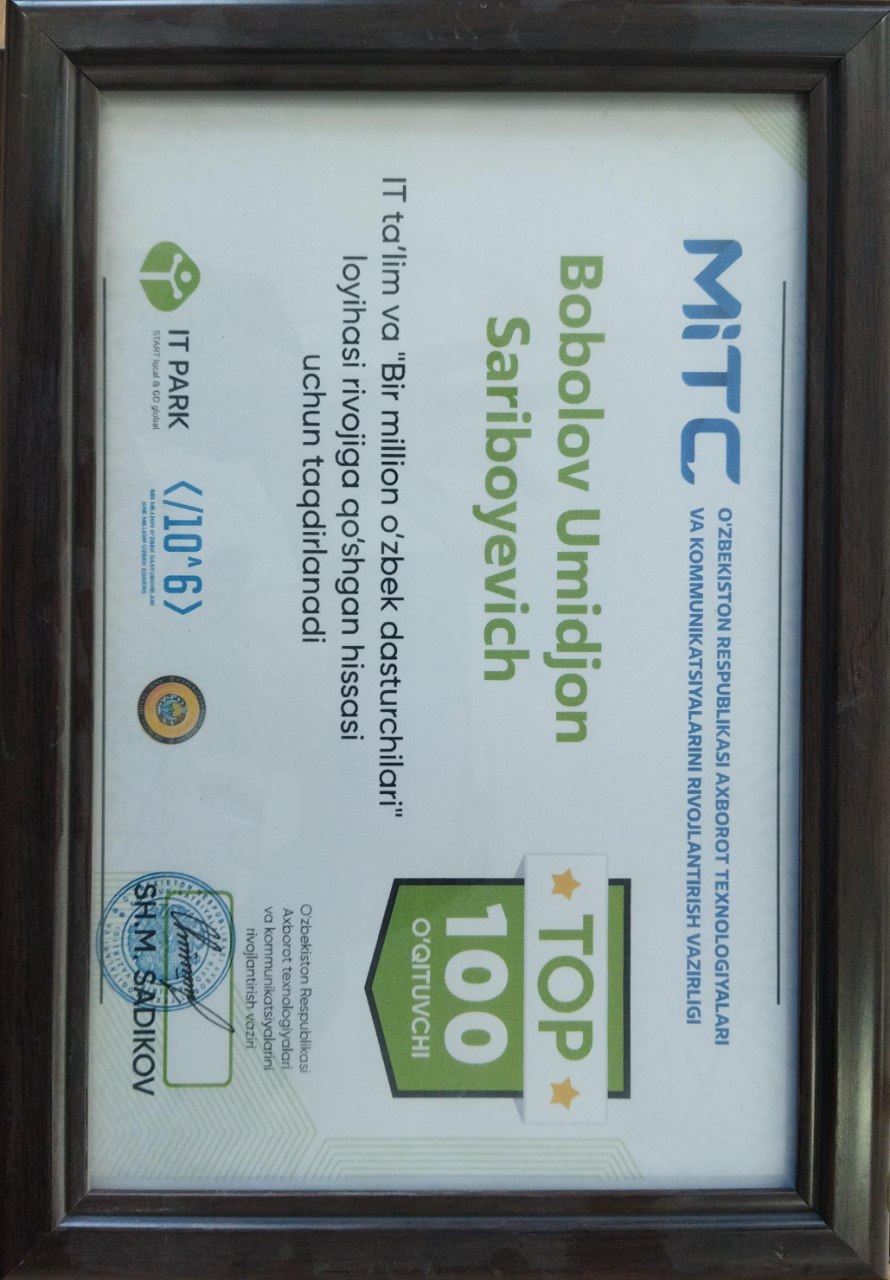 MiTC
O'ZBEKISTON RESPUBLIKASI AXBOROT TEXNOLOGIYALARI
VA KOMMUNIKATSIYALARINI RIVOJLANTIRISH VAZIRLIGI
Bobolov Umidjon
Sariboyevich
TOP
100
O'QITUVCHI
IT ta'lim va "Bir million o'zbek dasturchilari"
loyihasi rivojiga qo'shgan hissasi
uchun taqdirlanadi
O'zbekiston Respublikasi
Axborot texnologiyalari
va kommunikatsiyalarini
rivojlantirish vaziri
SH.M. SADIKOV
IT PARK
START local & GO global
</10^6>
BIR MILLION O'ZBEK DASTURCHILARI
ONE MILLION UZBEK CODERS